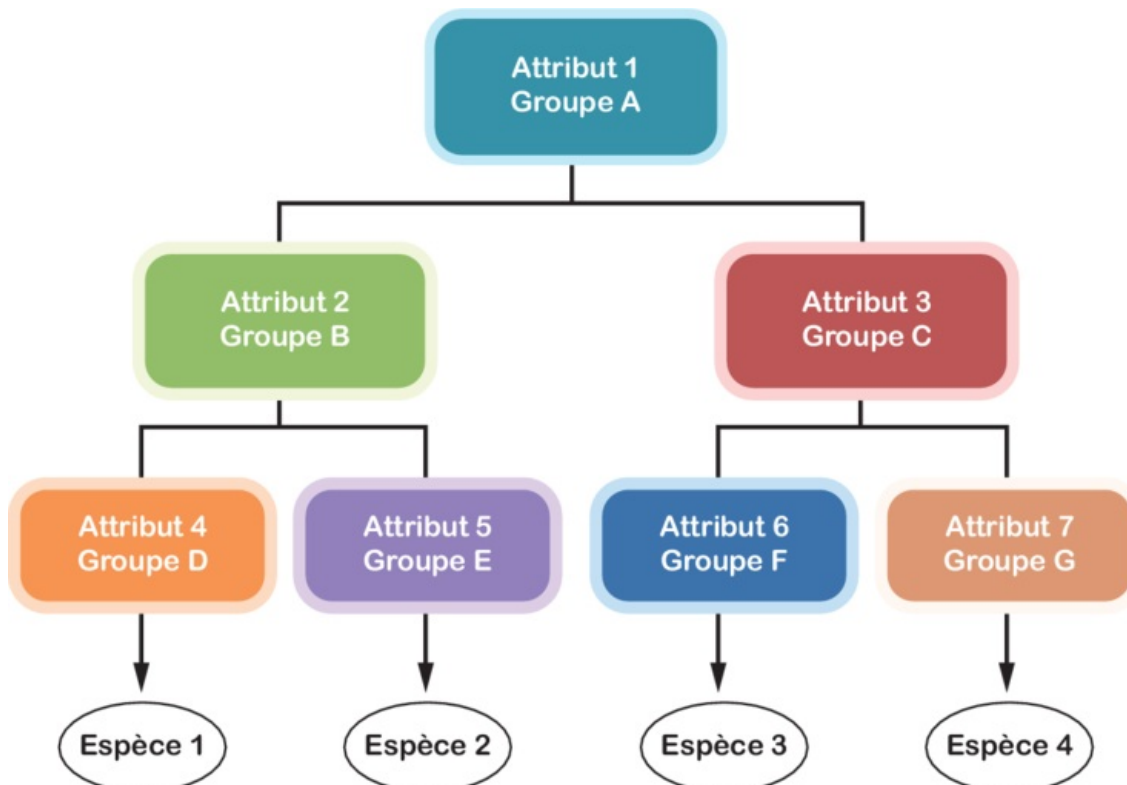 Attribut 1
Groupe A
Attribut 2
Groupe B
Attribut 3
Groupe C
Attribut 4
Groupe D
Attribut 5
Groupe E
Attribut 6
Groupe F
Attribut 7
Groupe G
Espèce 1
Espèce 2
Espèce 3
Espèce 4